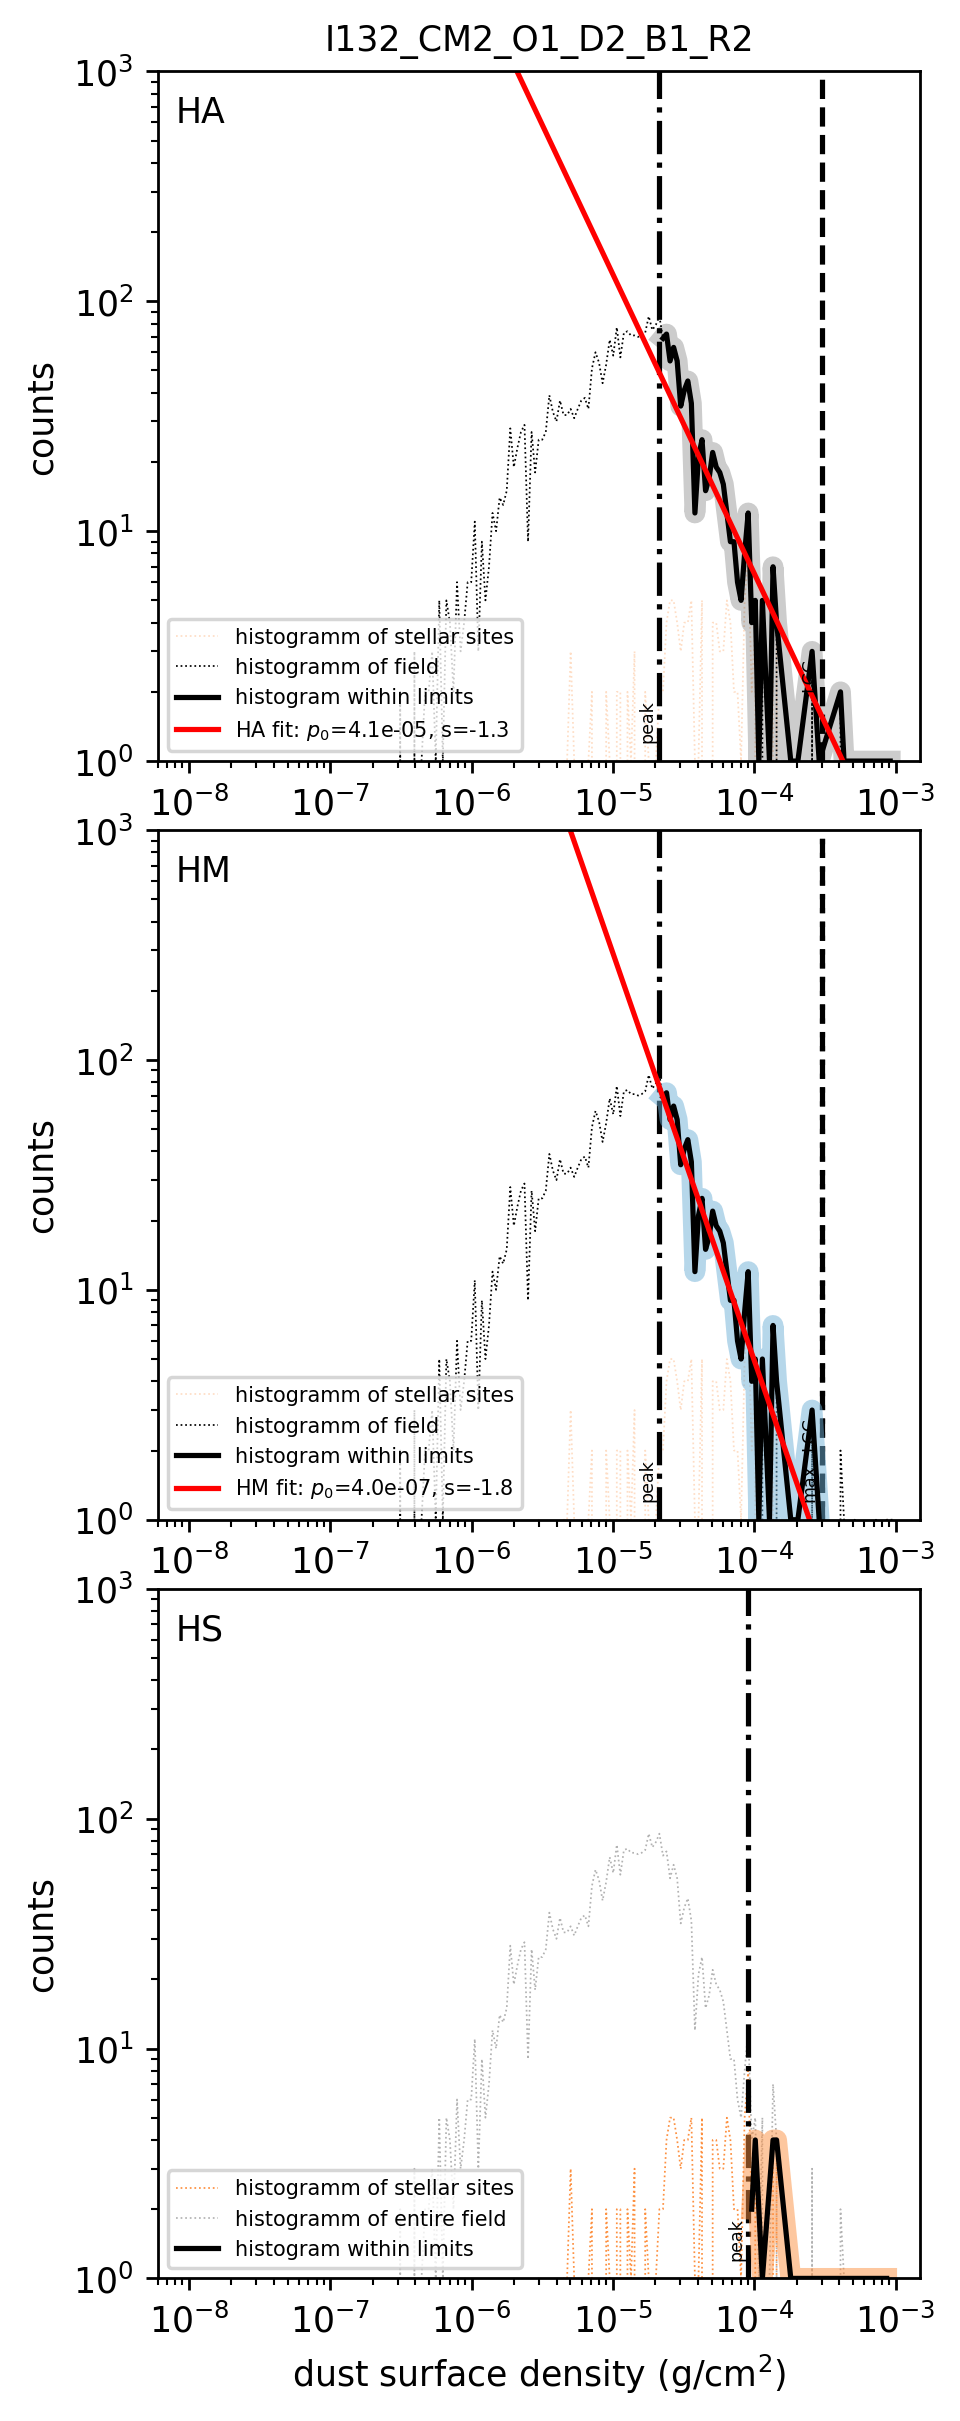 I132_CM2_O1_D2_B1_R2
HA
counts
10³
10²
10¹
10⁰
histogramm of stellar sites
histogramm of field
histogram within limits
HA fit: p₀=4.1e-05, s=-1.3
peak
10⁻⁸ 10⁻⁷ 10⁻⁶ 10⁻⁵ 10⁻⁴ 10⁻³
HM
counts
10³
10²
10¹
10⁰
histogramm of stellar sites
histogramm of field
histogram within limits
HM fit: p₀=4.0e-07, s=-1.8
peak
max
10⁻⁸ 10⁻⁷ 10⁻⁶ 10⁻⁵ 10⁻⁴ 10⁻³
HS
counts
10³
10²
10¹
10⁰
histogramm of stellar sites
histogramm of entire field
histogram within limits
peak
10⁻⁸ 10⁻⁷ 10⁻⁶ 10⁻⁵ 10⁻⁴ 10⁻³
dust surface density (g/cm²)